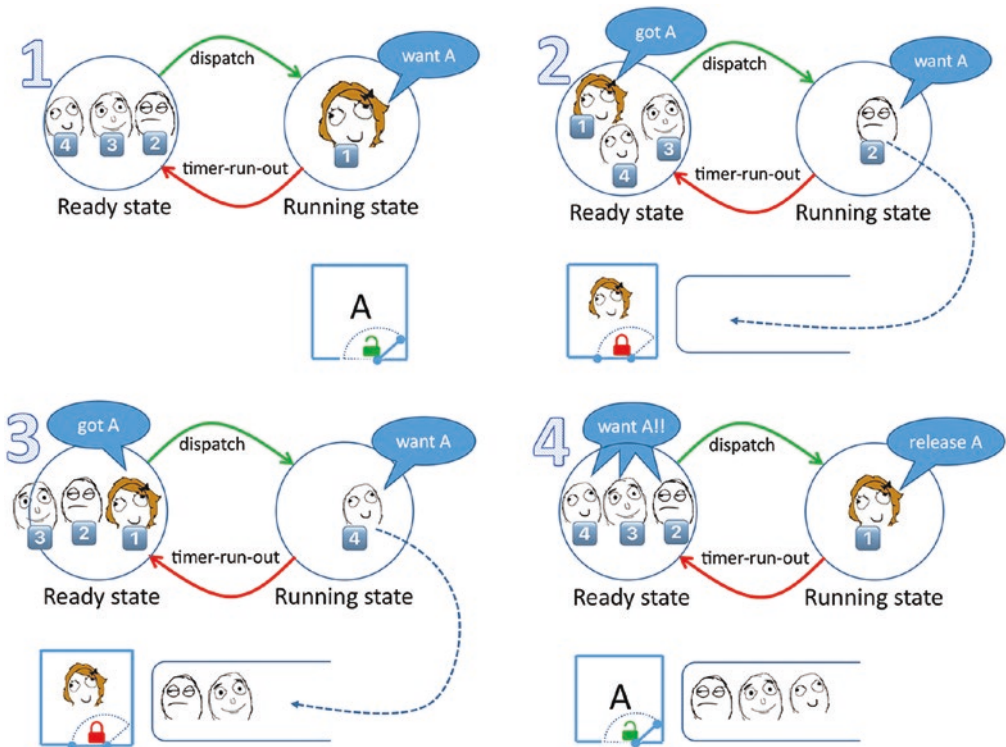 1
dispatch
want A
4 3 2
1
timer-run-out
Ready state Running state
A
2
got A
dispatch
want A
1
3
4
2
timer-run-out
Ready state Running state
3
got A
dispatch
want A
3 2 1
4
timer-run-out
Ready state Running state
4
want A!!
dispatch
release A
4 3 2
1
timer-run-out
Ready state Running state
A